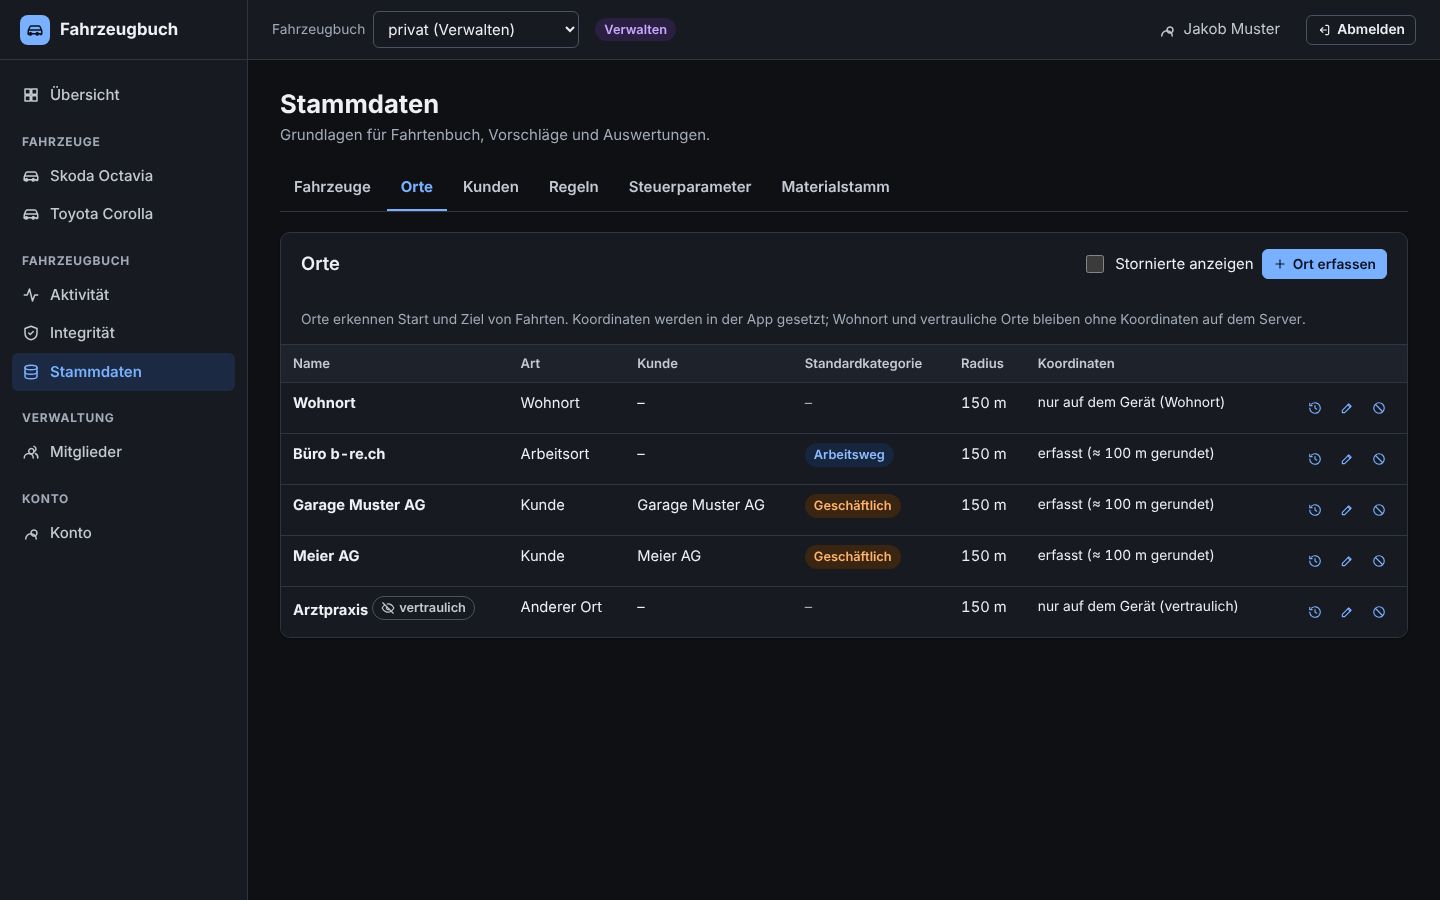 Fahrzeugbuch
Fahrzeugbuch privat (Verwalten) Verwalten Jakob Muster Abmelden
Übersicht
FAHRZEUGE
Skoda Octavia
Toyota Corolla
FAHRZEUGBUCH
Aktivität
Integrität
Stammdaten
VERWALTUNG
Mitglieder
KONTO
Konto
Stammdaten
Grundlagen für Fahrtenbuch, Vorschläge und Auswertungen.
Fahrzeuge Orte Kunden Regeln Steuerparameter Materialstamm
Orte Stornierte anzeigen + Ort erfassen
Orte erkennen Start und Ziel von Fahrten. Koordinaten werden in der App gesetzt; Wohnort und vertrauliche Orte bleiben ohne Koordinaten auf dem Server.
Name Art Kunde Standardkategorie Radius Koordinaten
Wohnort Wohnort – – 150 m nur auf dem Gerät (Wohnort)
Büro b-re.ch Arbeitsort – Arbeitsweg 150 m erfasst (≈ 100 m gerundet)
Garage Muster AG Kunde Garage Muster AG Geschäftlich 150 m erfasst (≈ 100 m gerundet)
Meier AG Kunde Meier AG Geschäftlich 150 m erfasst (≈ 100 m gerundet)
Arztpraxis vertraulich Anderer Ort – – 150 m nur auf dem Gerät (vertraulich)